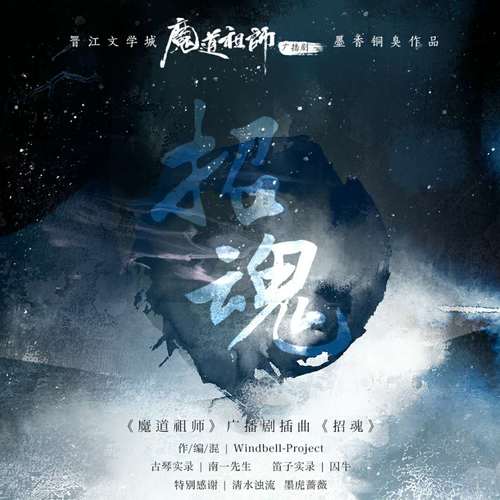 晋江文学城 魔道祖師 广播剧 墨香铜臭作品
招
魂
《魔道祖师》广播剧插曲《招魂》
作/编/混 | Windbell-Project
古琴实录 | 南一先生 笛子实录 | 囚牛
特别感谢 | 清水浊流 墨虎蔷薇